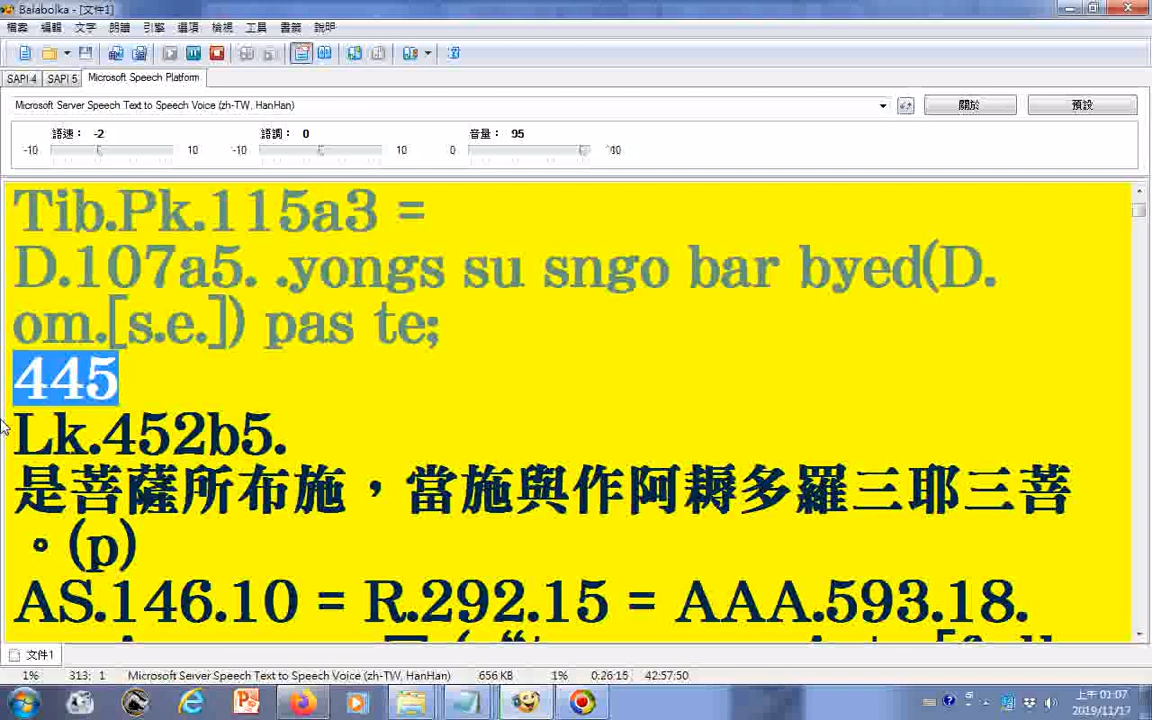 Balabolka - [文件1]
檔案 編輯 文字 朗讀 引擎 選項 檢視 工具 書籤 說明
SAPI 4 SAPI 5 Microsoft Speech Platform
Microsoft Server Speech Text to Speech Voice (zh-TW, HanHan)
關於 預設
語速： -2 語調： 0 音量： 95
-10 10 -10 10 0
Tib.Pk.115a3 =
D.107a5. .yongs su sngo bar byed(D.
om.[s.e.]) pas te;
445
Lk.452b5.
是菩薩所布施，當施與作阿耨多羅三耶三菩
。(p)
AS.146.10 = R.292.15 = AAA.593.18.
文件1
1% 313: 1 Microsoft Server Speech Text to Speech Voice (zh-TW, HanHan) 656 KB 1% 0:26:15 42:57:50
上午 01:07
2019/11/17